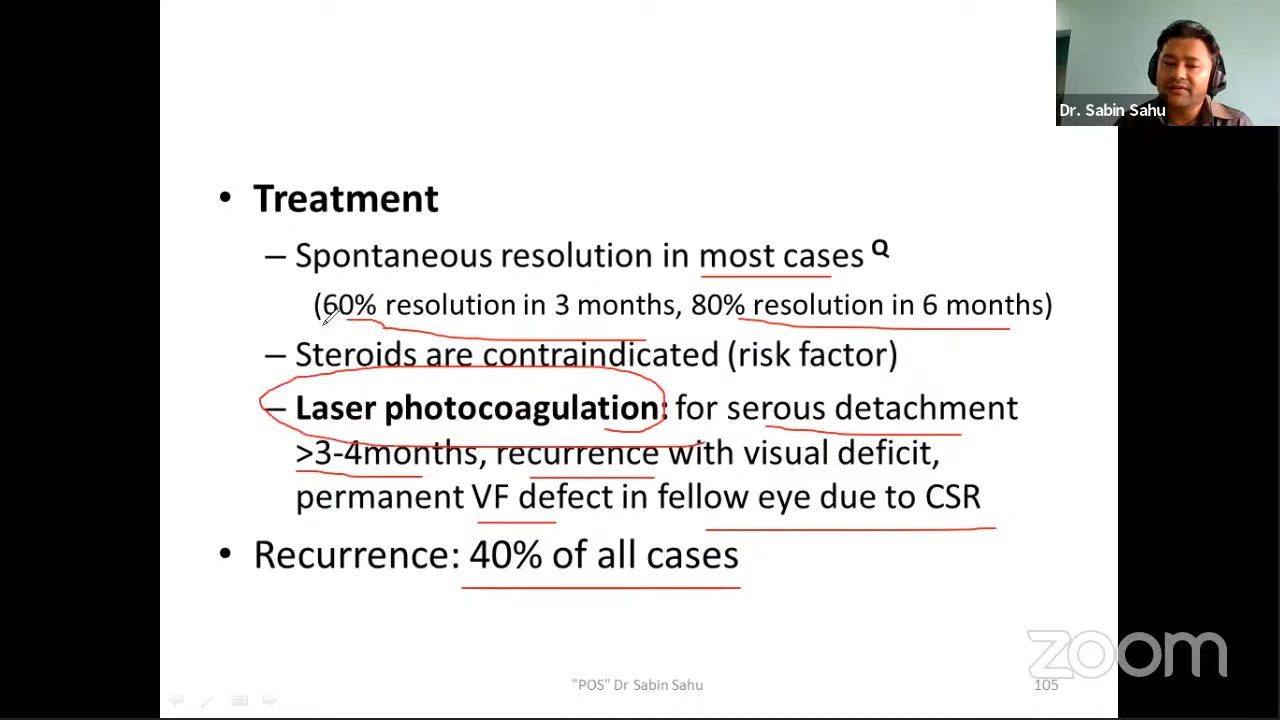 Dr. Sabin Sahu
• Treatment
– Spontaneous resolution in most cases Q
(60% resolution in 3 months, 80% resolution in 6 months)
– Steroids are contraindicated (risk factor)
– Laser photocoagulation: for serous detachment
>3-4months, recurrence with visual deficit,
permanent VF defect in fellow eye due to CSR
• Recurrence: 40% of all cases
zoom
"POS" Dr Sabin Sahu
105